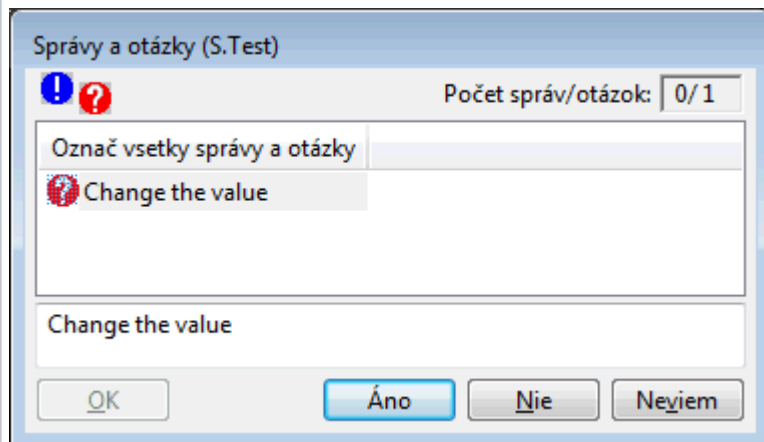 Správy a otázky (S.Test)
Počet správ/otázok: 0/ 1
Označ vsetky správy a otázky
Change the value
Change the value
OK Áno Nie Neviem